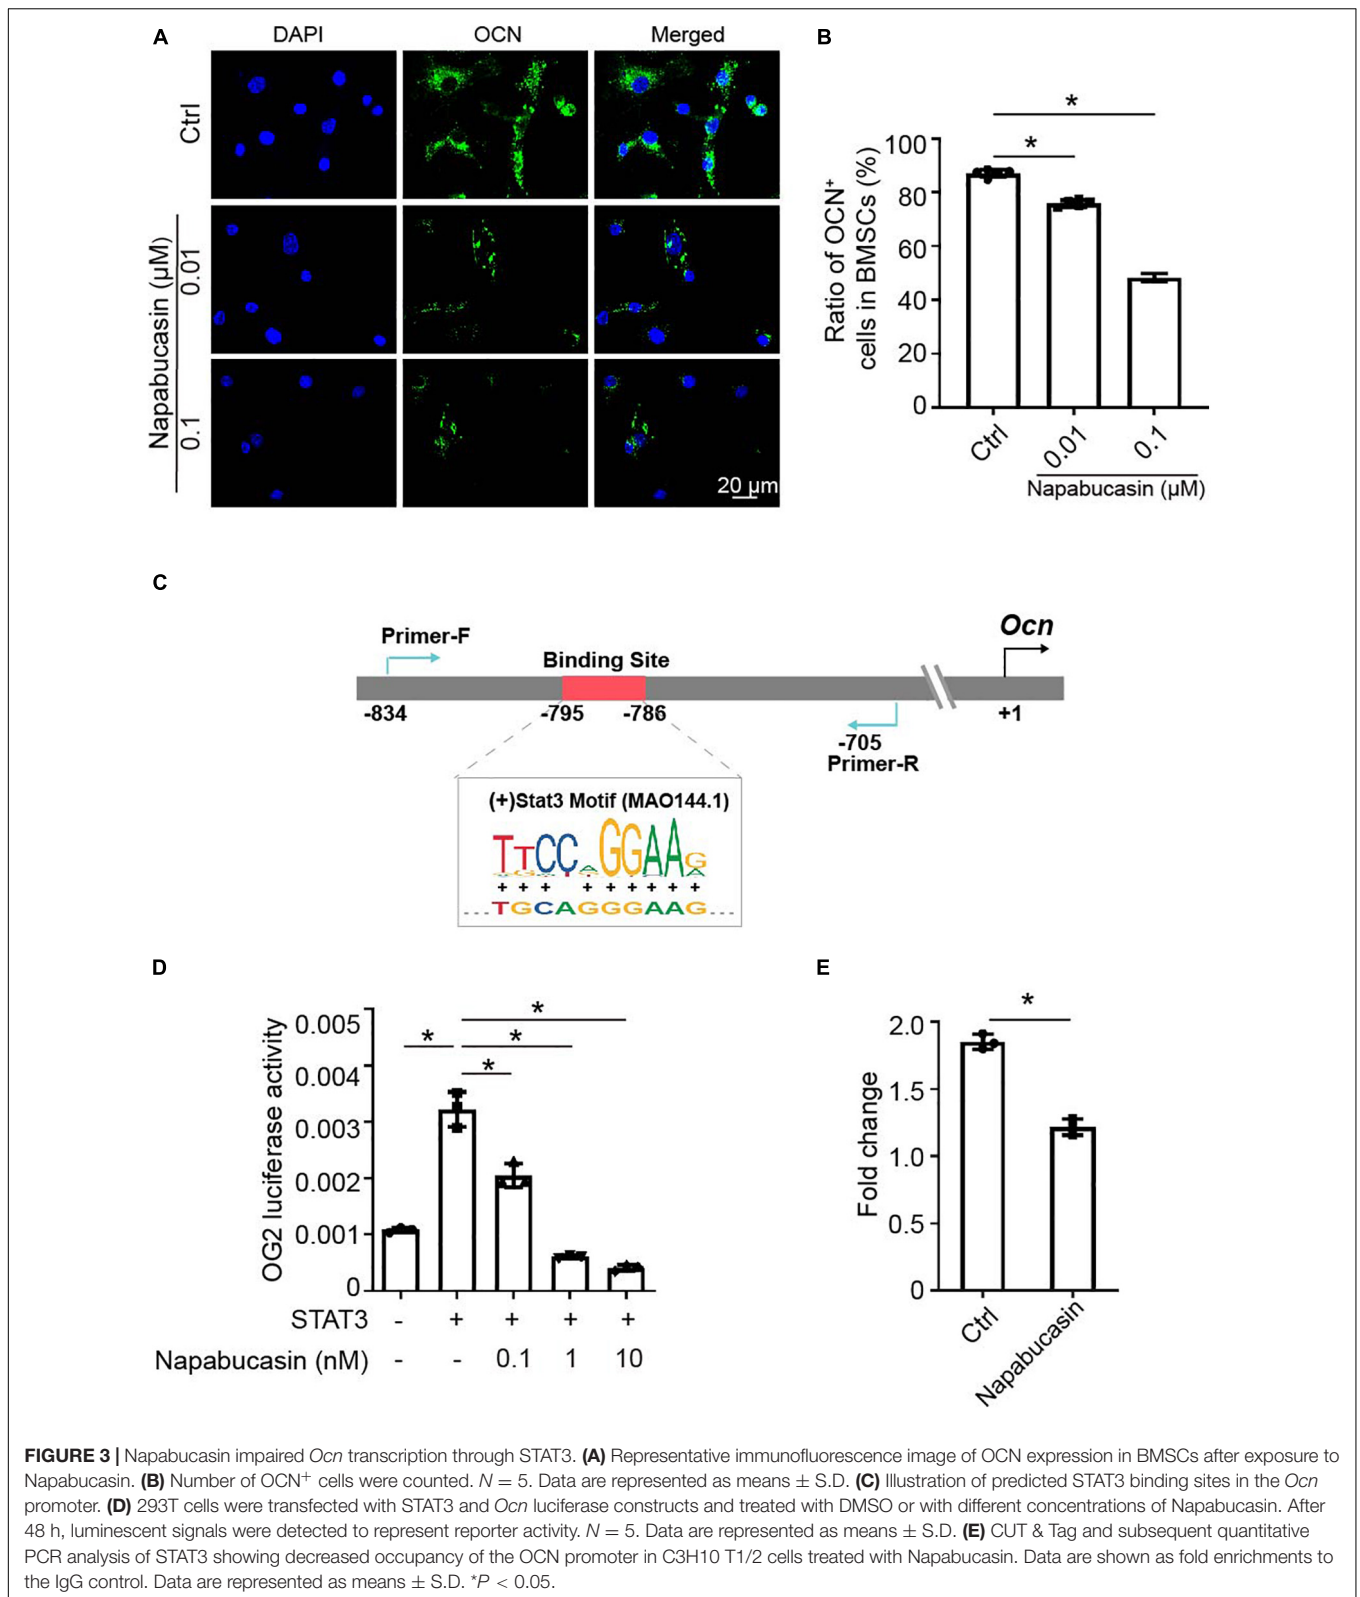 A
DAPI
OCN
Merged
Ctrl
Napabucasin (µM)
0.01
0.1
20 µm
B
*
*
Ratio of OCN⁺
cells in BMSCs (%)
100
80
60
40
20
0
Ctrl
0.01
0.1
Napabucasin (µM)
C
Primer-F
Binding Site
Ocn
-834
-795
-786
-705
Primer-R
+1
(+)Stat3 Motif (MAO144.1)
TTCC GGAAG
+ + + + + + + + +
...TGCAGGGAAG...
D
OG2 luciferase activity
0.005
0.004
0.003
0.002
0.001
0
*
*
*
*
STAT3 - + + + +
Napabucasin (nM) - - 0.1 1 10
E
Fold change
2.0
1.5
1.0
0.5
0
*
Ctrl
Napabucasin
FIGURE 3 | Napabucasin impaired Ocn transcription through STAT3. (A) Representative immunofluorescence image of OCN expression in BMSCs after exposure to
Napabucasin. (B) Number of OCN⁺ cells were counted. N = 5. Data are represented as means ± S.D. (C) Illustration of predicted STAT3 binding sites in the Ocn
promoter. (D) 293T cells were transfected with STAT3 and Ocn luciferase constructs and treated with DMSO or with different concentrations of Napabucasin. After
48 h, luminescent signals were detected to represent reporter activity. N = 5. Data are represented as means ± S.D. (E) CUT & Tag and subsequent quantitative
PCR analysis of STAT3 showing decreased occupancy of the OCN promoter in C3H10 T1/2 cells treated with Napabucasin. Data are shown as fold enrichments to
the IgG control. Data are represented as means ± S.D. *P < 0.05.